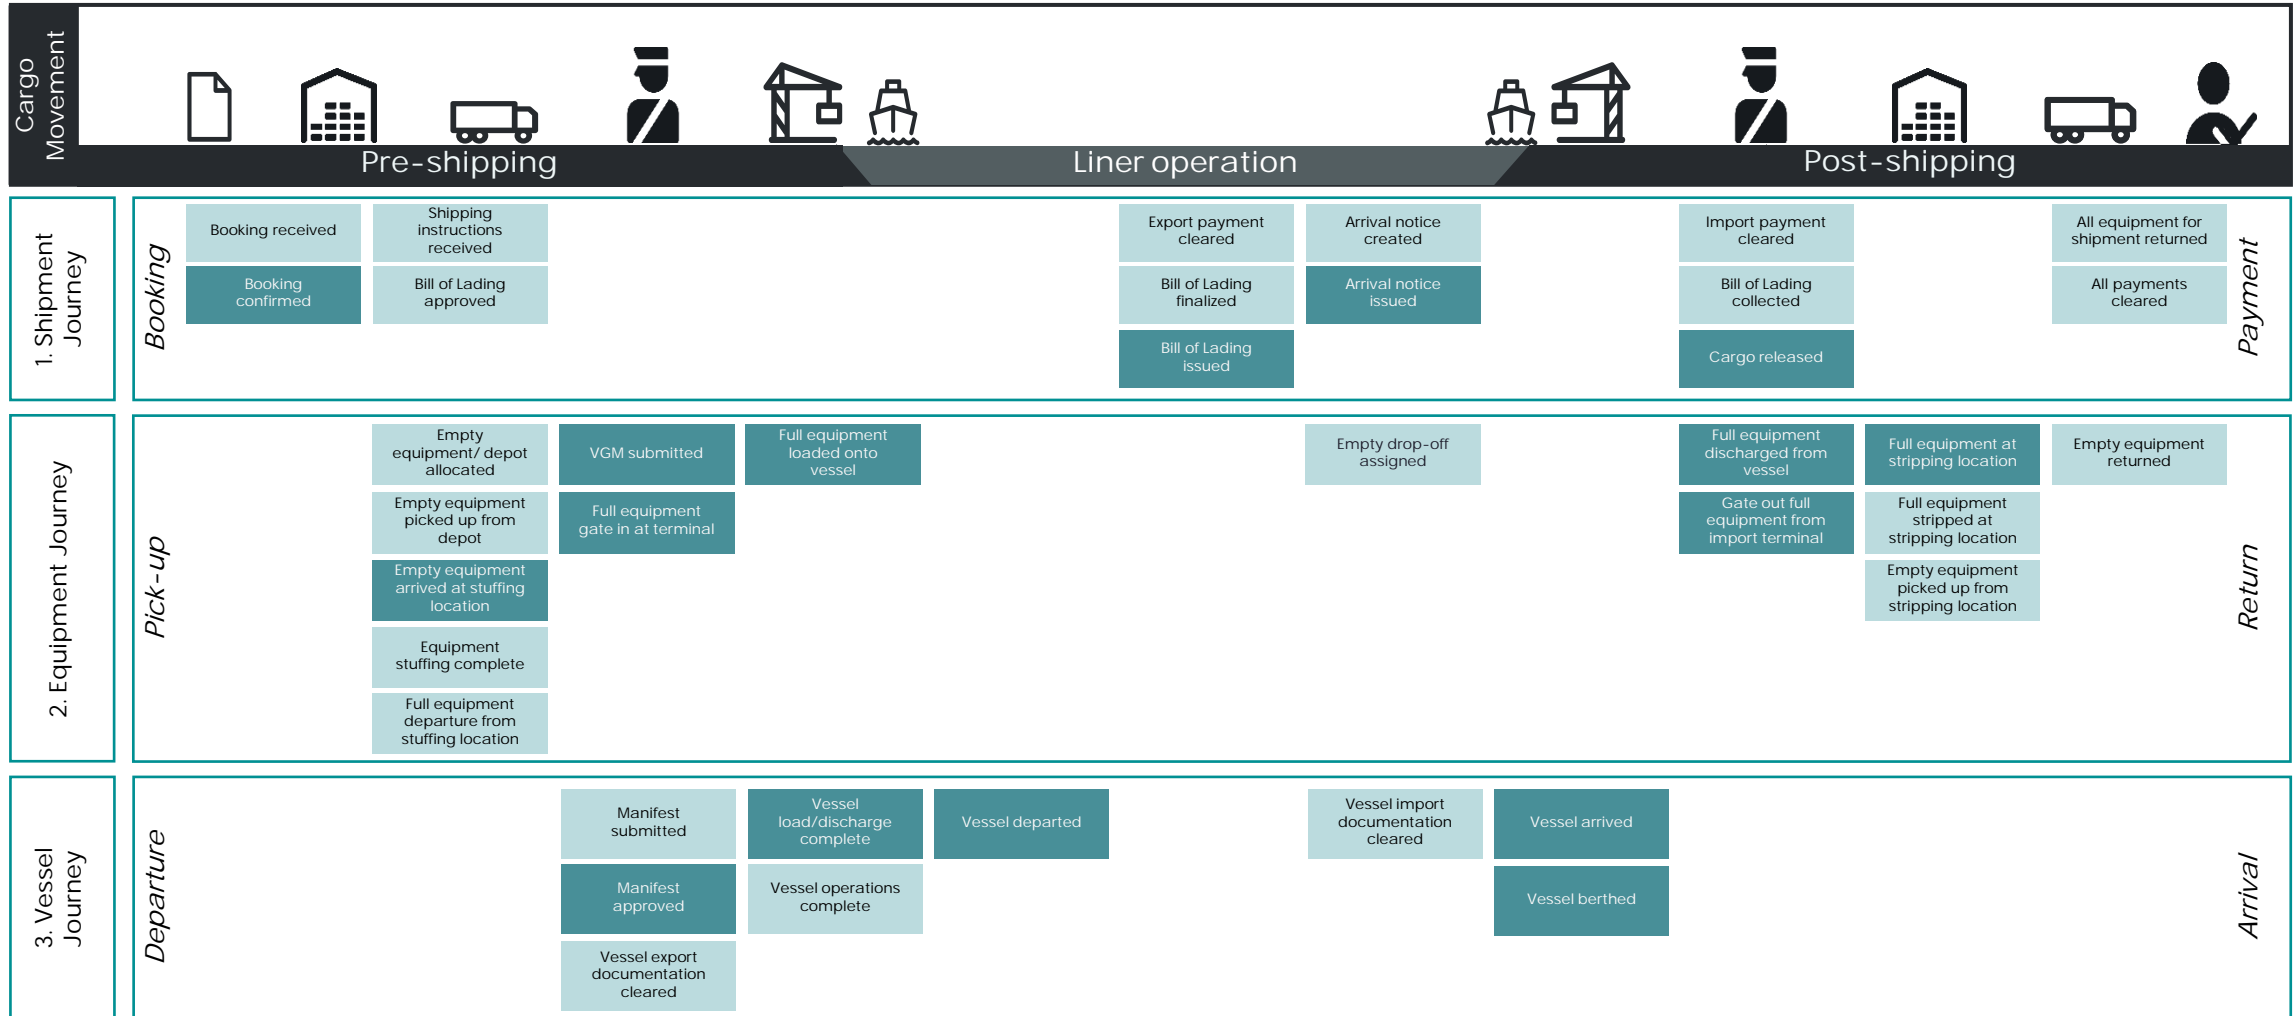 Cargo
Movement
Pre-shipping
Liner operation
Post-shipping
1. Shipment
Journey
Booking
Booking received
Booking
confirmed
Shipping
instructions
received
Bill of Lading
approved
Export payment
cleared
Bill of Lading
finalized
Bill of Lading
issued
Arrival notice
created
Arrival notice
issued
Import payment
cleared
Bill of Lading
collected
Cargo released
All equipment for
shipment returned
All payments
cleared
Payment
2. Equipment Journey
Pick-up
Empty
equipment/ depot
allocated
Empty equipment
picked up from
depot
Empty equipment
arrived at stuffing
location
Equipment
stuffing complete
Full equipment
departure from
stuffing location
VGM submitted
Full equipment
gate in at terminal
Full equipment
loaded onto
vessel
Empty drop-off
assigned
Full equipment
discharged from
vessel
Gate out full
equipment from
import terminal
Full equipment at
stripping location
Full equipment
stripped at
stripping location
Empty equipment
picked up from
stripping location
Empty equipment
returned
Return
3. Vessel
Journey
Departure
Manifest
submitted
Manifest
approved
Vessel export
documentation
cleared
Vessel
load/discharge
complete
Vessel operations
complete
Vessel departed
Vessel import
documentation
cleared
Vessel arrived
Vessel berthed
Arrival